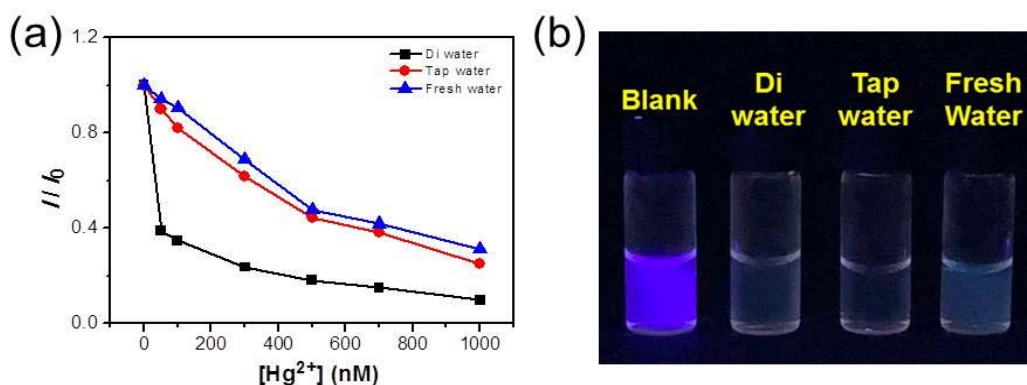 (a)
1.2
0.8
0.4
0.0
I / I0
0
200
400
600
800
1000
[Hg2+] (nM)
Di water
Tap water
Fresh water
(b)
Blank
Di
water
Tap
water
Fresh
Water